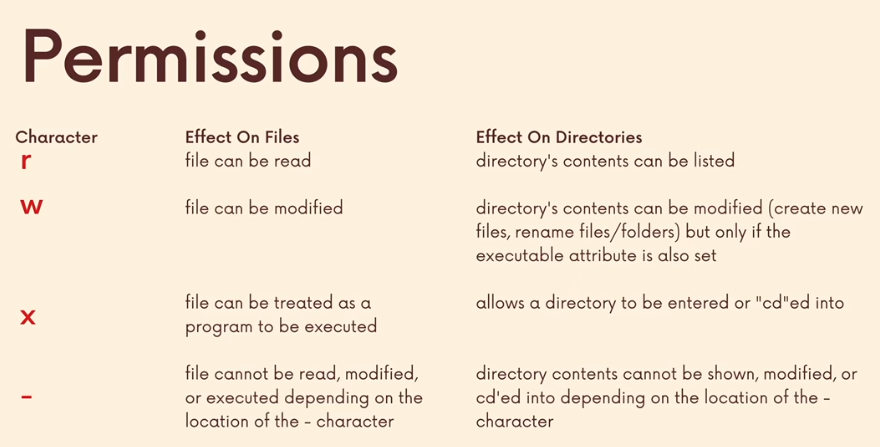 Permissions
Character Effect On Files Effect On Directories
r file can be read directory's contents can be listed
w file can be modified directory's contents can be modified (create new
files, rename files/folders) but only if the
executable attribute is also set
file can be treated as a allows a directory to be entered or "cd"ed into
x program to be executed
file cannot be read, modified, directory contents cannot be shown, modified, or
- or executed depending on the cd'ed into depending on the location of the -
location of the - character character